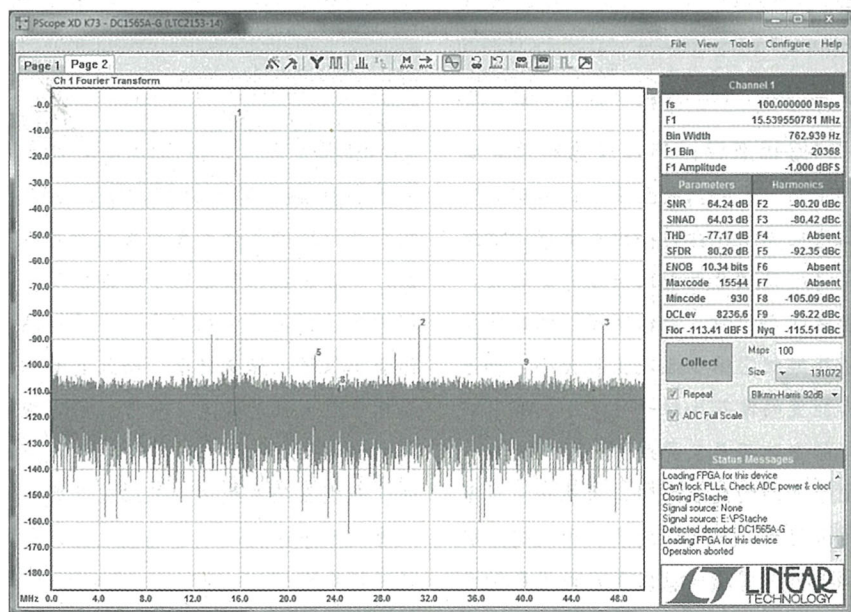 PScope XD K73 - DC1565A-G (LTC2153-14)
File View Tools Configure Help
Page 1 Page 2
Ch 1 Fourier Transform
-0.0
-10.0
-20.0
-30.0
-40.0
-50.0
-60.0
-70.0
-80.0
-90.0
-100.0
-110.0
-120.0
-130.0
-140.0
-150.0
-160.0
-170.0
-180.0
1
2
3
5
8
9
MHz 0.0 4.0 8.0 12.0 16.0 20.0 24.0 28.0 32.0 36.0 40.0 44.0 48.0
Channel 1
fs 100.000000 Msps
F1 15.539550781 MHz
Bin Width 762.939 Hz
F1 Bin 20368
F1 Amplitude -1.000 dBFS
Parameters Harmonics
SNR 64.24 dB F2 -80.20 dBc
SINAD 64.03 dB F3 -80.42 dBc
THD -77.17 dB F4 Absent
SFDR 80.20 dB F5 -92.35 dBc
ENOB 10.34 bits F6 Absent
Maxcode 15544 F7 Absent
Mincode 930 F8 -105.09 dBc
DCLev 8236.6 F9 -96.22 dBc
Flor -113.41 dBFS Nyq -115.51 dBc
Collect
Msps 100
Size 131072
Repeat
Blkmn-Harris 92dB
ADC Full Scale
Status Messages
Loading FPGA for this device
Can't lock PLLs. Check ADC power & clocl
Closing PStache
Signal source: None
Signal source: E:\PStache
Detected demobd: DC1565A-G
Loading FPGA for this device
Operation aborted
LINEAR
TECHNOLOGY